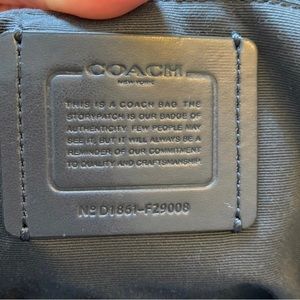 COACH
NEW YORK
THIS IS A COACH BAG. THE
STORYPATCH IS OUR BADGE OF
AUTHENTICITY. FEW PEOPLE MAY
SEE IT, BUT IT WILL ALWAYS BE A
REMINDER OF OUR COMMITMENT
TO QUALITY AND CRAFTSMANSHIP.
Nº D1861-F29008